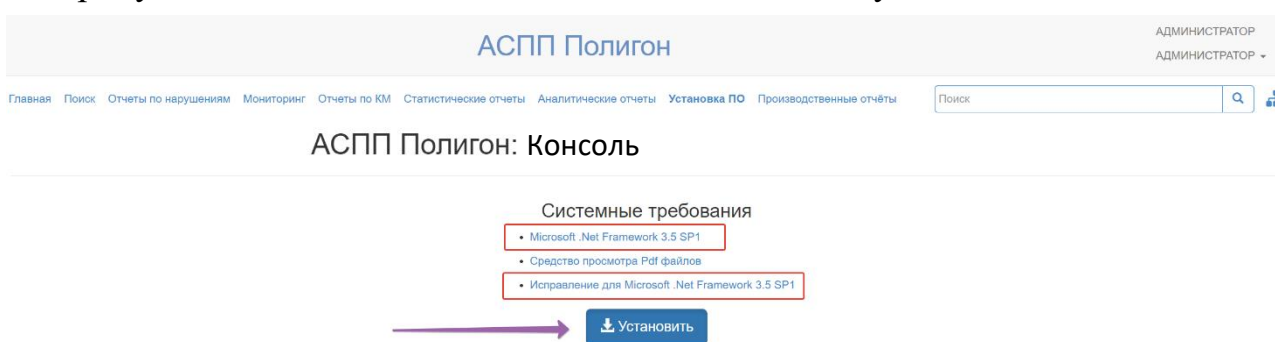 АСПП Полигон
АДМИНИСТРАТОР
АДМИНИСТРАТОР
Главная Поиск Отчеты по нарушениям Мониторинг Отчеты по КМ Статистические отчеты Аналитические отчеты Установка ПО Производственные отчёты Поиск
АСПП Полигон: Консоль
Системные требования
• Microsoft .Net Framework 3.5 SP1
• Средство просмотра Pdf файлов
• Исправление для Microsoft .Net Framework 3.5 SP1
Установить